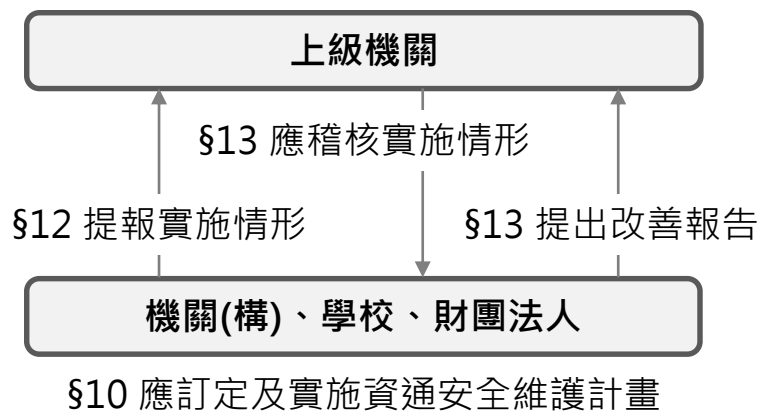 上級機關
§13 應稽核實施情形
§12 提報實施情形
§13 提出改善報告
機關(構)、學校、財團法人
§10 應訂定及實施資通安全維護計畫